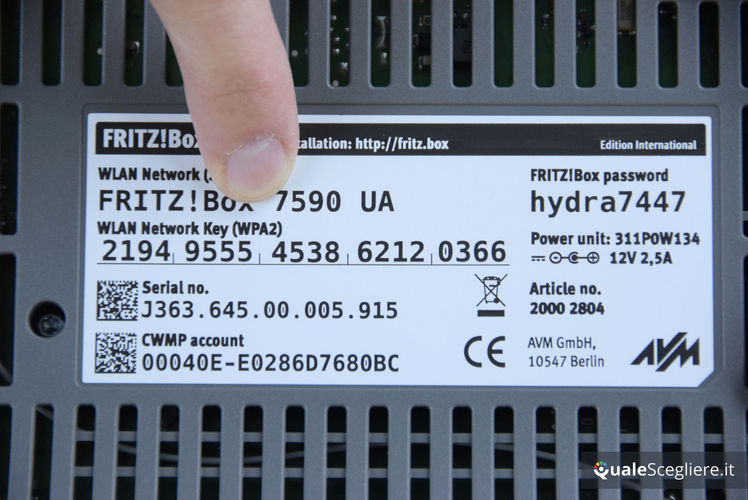 FRITZ!Box installation: http://fritz.box Edition International
WLAN Network
FRITZ!Box 7590 UA
WLAN Network Key (WPA2)
2194 9555 4538 6212 0366
Serial no.
J363.645.00.005.915
CWMP account
00040E-E0286D7680BC
FRITZ!Box password
hydra7447
Power unit: 311P0W134
12V 2,5A
Article no.
2000 2804
CE
AVM GmbH,
10547 Berlin
AVM
QualeScegliere.it